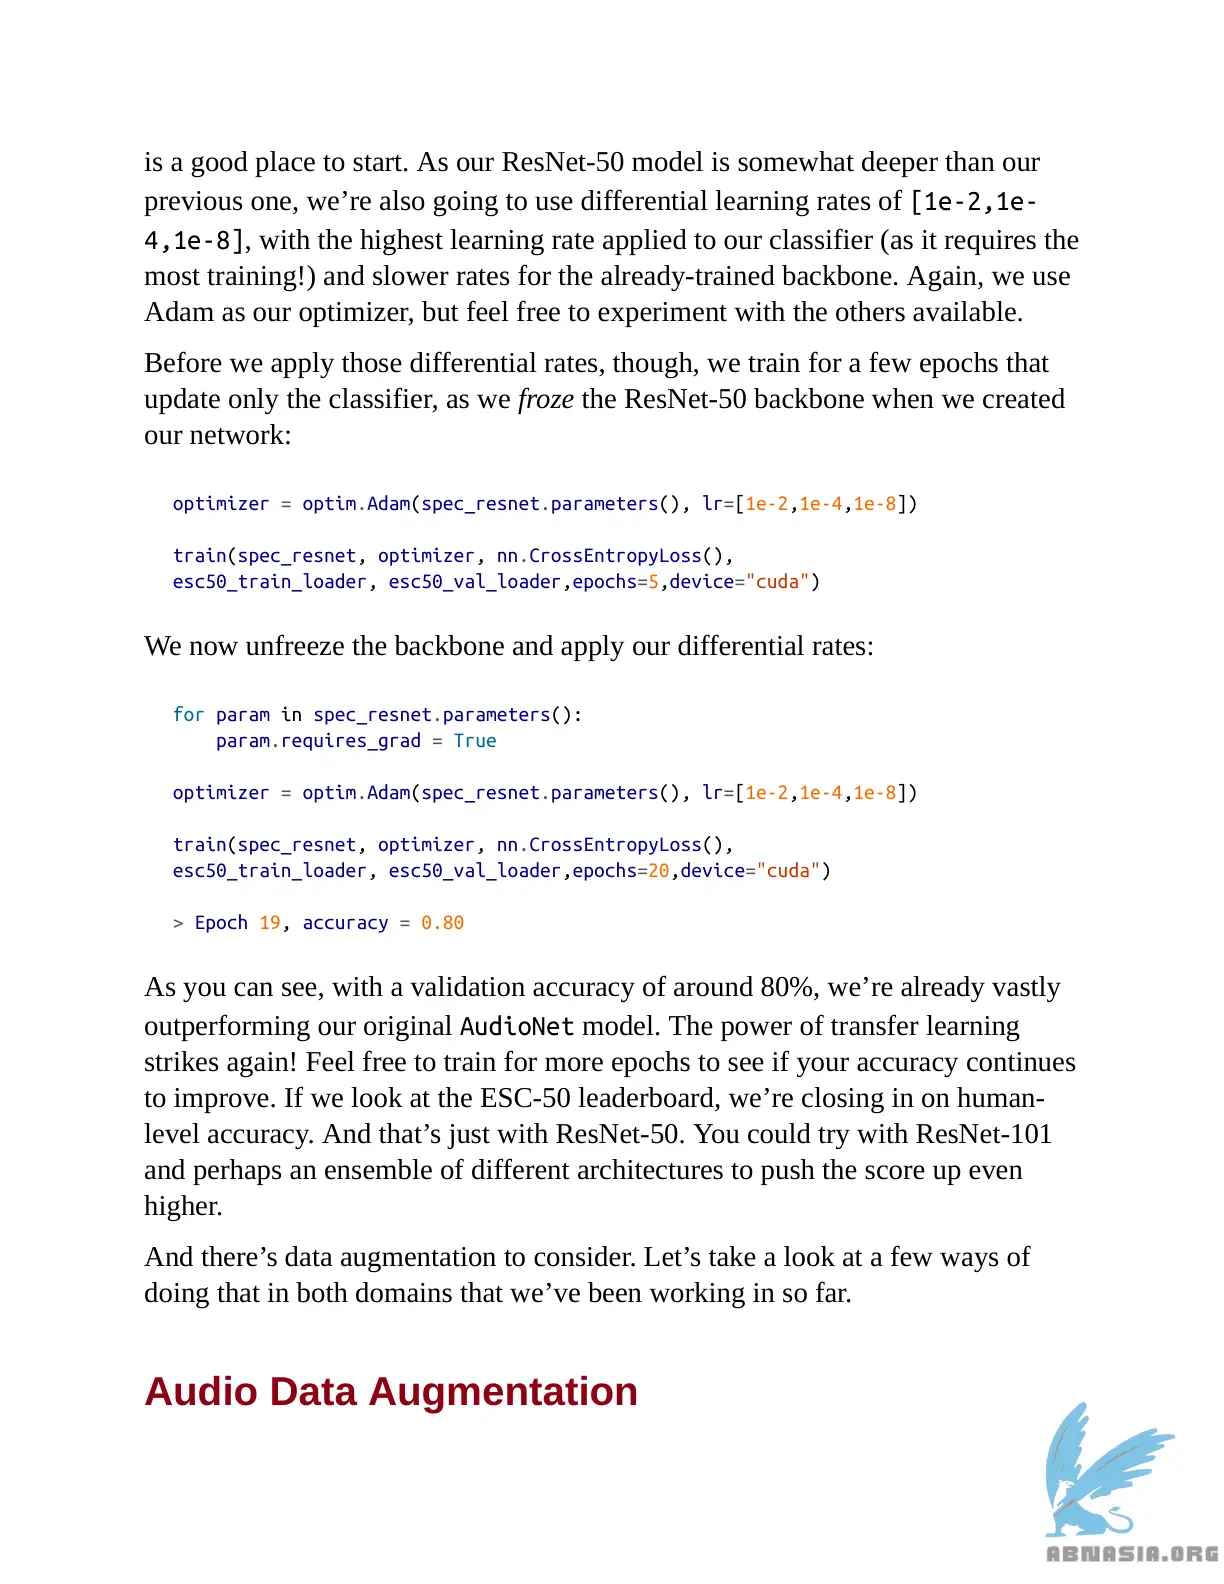 is a good place to start. As our ResNet-50 model is somewhat deeper than our
previous one, we’re also going to use differential learning rates of [1e-2,1e-
4,1e-8], with the highest learning rate applied to our classifier (as it requires the
most training!) and slower rates for the already-trained backbone. Again, we use
Adam as our optimizer, but feel free to experiment with the others available.
Before we apply those differential rates, though, we train for a few epochs that
update only the classifier, as we froze the ResNet-50 backbone when we created
our network:
optimizer = optim.Adam(spec_resnet.parameters(), lr=[1e-2,1e-4,1e-8])
train(spec_resnet, optimizer, nn.CrossEntropyLoss(),
esc50_train_loader, esc50_val_loader,epochs=5,device="cuda")
We now unfreeze the backbone and apply our differential rates:
for param in spec_resnet.parameters():
    param.requires_grad = True
optimizer = optim.Adam(spec_resnet.parameters(), lr=[1e-2,1e-4,1e-8])
train(spec_resnet, optimizer, nn.CrossEntropyLoss(),
esc50_train_loader, esc50_val_loader,epochs=20,device="cuda")
> Epoch 19, accuracy = 0.80
As you can see, with a validation accuracy of around 80%, we’re already vastly
outperforming our original AudioNet model. The power of transfer learning
strikes again! Feel free to train for more epochs to see if your accuracy continues
to improve. If we look at the ESC-50 leaderboard, we’re closing in on human-
level accuracy. And that’s just with ResNet-50. You could try with ResNet-101
and perhaps an ensemble of different architectures to push the score up even
higher.
And there’s data augmentation to consider. Let’s take a look at a few ways of
doing that in both domains that we’ve been working in so far.
Audio Data Augmentation
ABNASIA.ORG